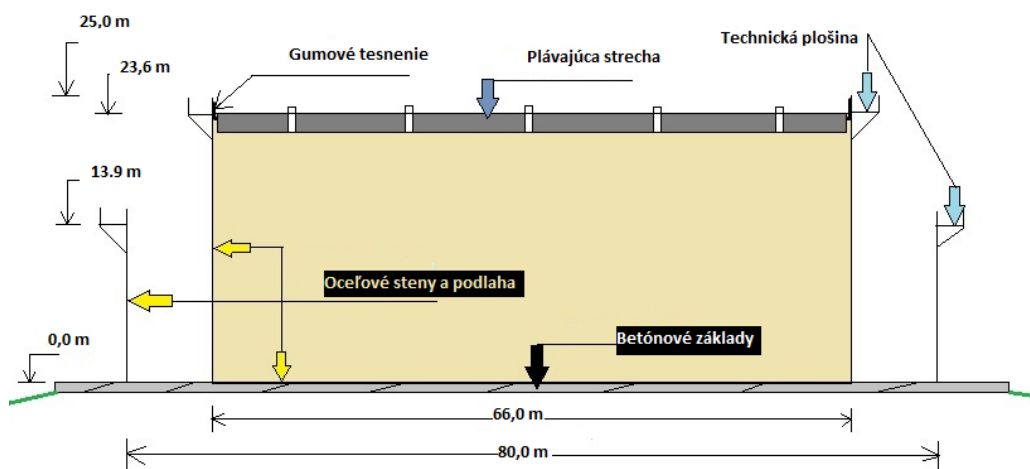 25,0 m
Gumové tesnenie
Plávajúca strecha
Technická plošina
23,6 m
13.9 m
Oceľové steny a podlaha
Betónové základy
0,0 m
66,0 m
80,0 m